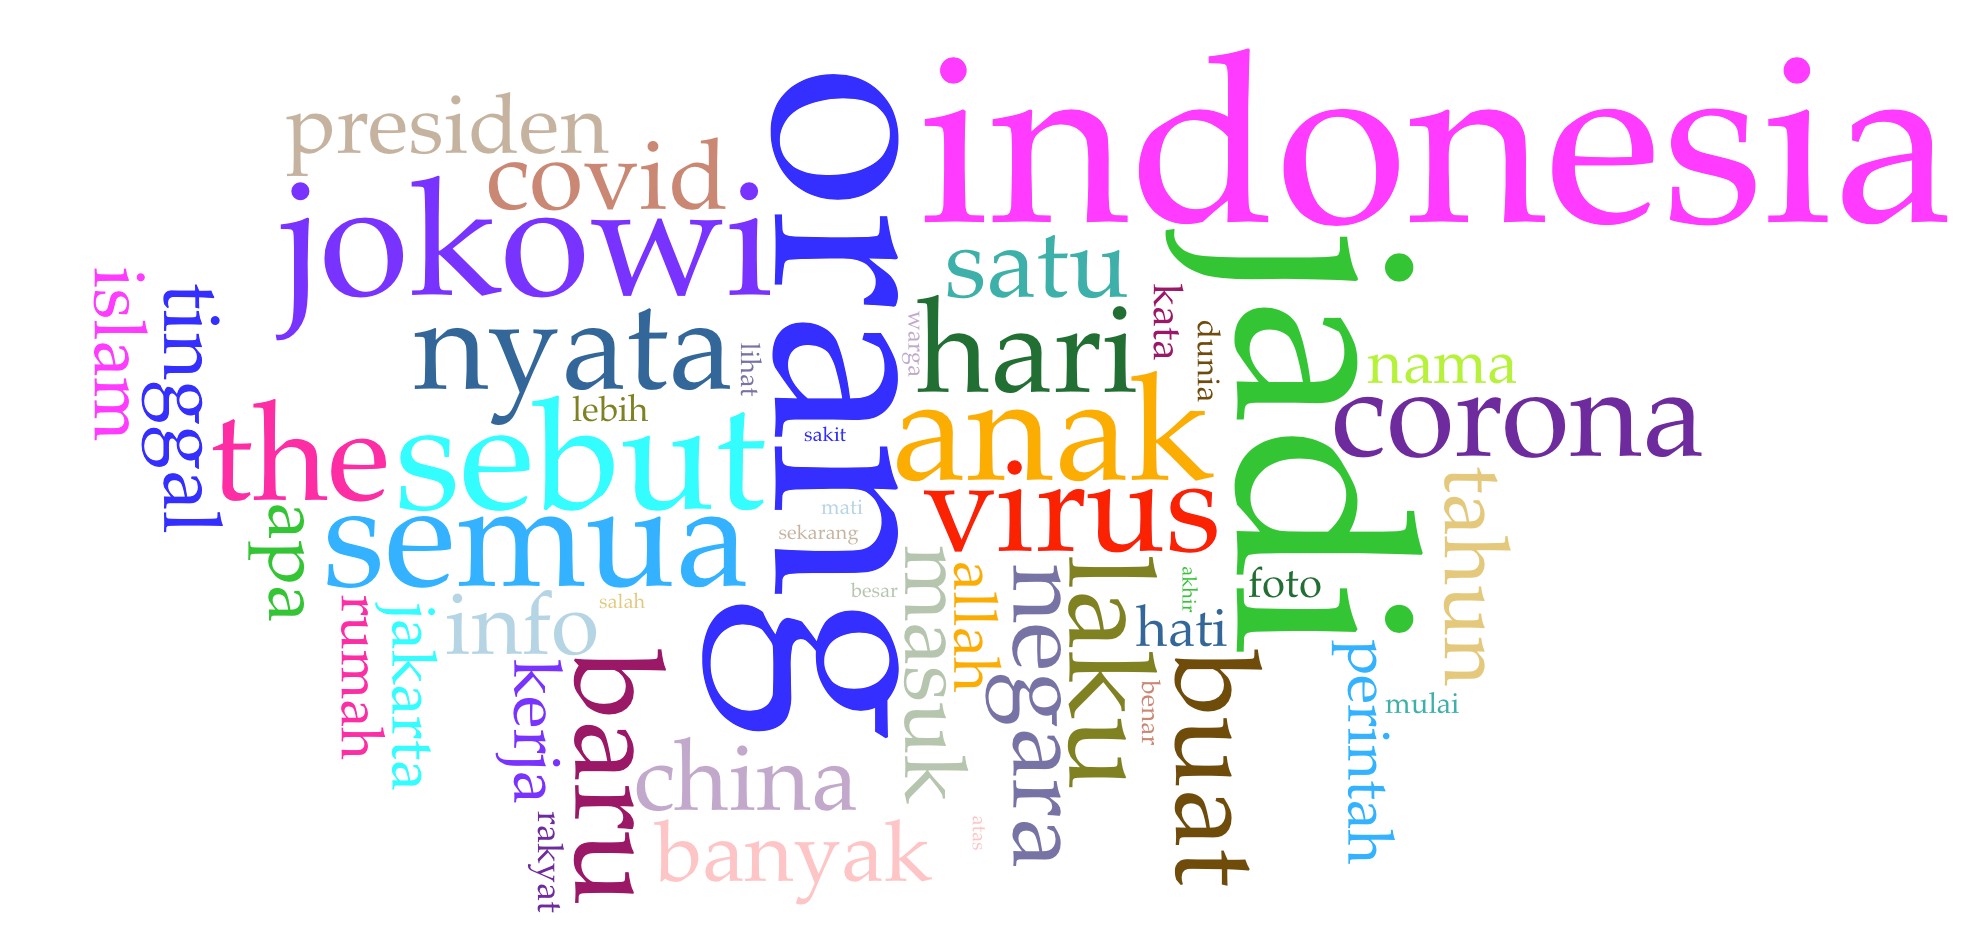 indonesia
orang
presiden
covid
jokowi
jadi
satu
islam
tinggal
nyata
lihat
warga
hari
kata
dunia
nama
lebih
corona
the
sebut
sakit
anak
virus
tahun
mati
sekarang
apa
semua
masuk
allah
negara
laku
akhir
foto
besar
salah
info
rumah
jakarta
hati
kerja
baru
benar
buat
perintah
mulai
china
rakyat
banyak
atas